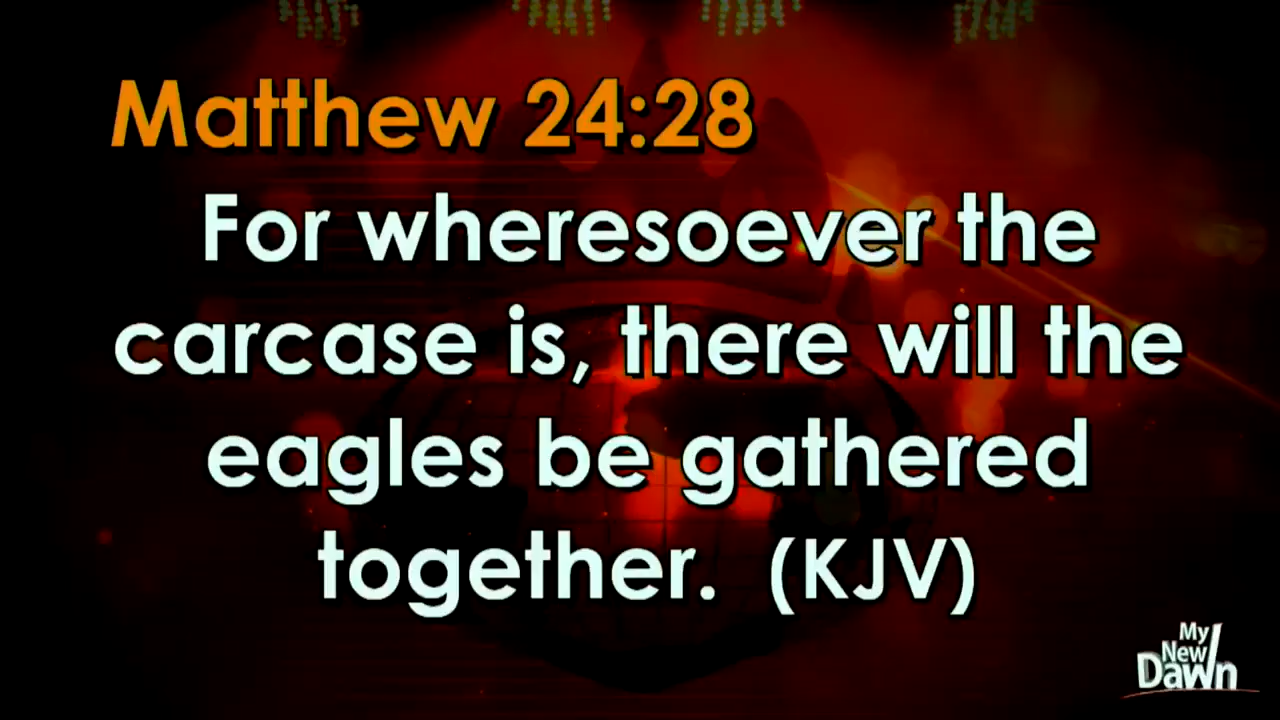 Matthew 24:28
For wheresoever the
carcase is, there will the
eagles be gathered
together. (KJV)
My
New
Dawn